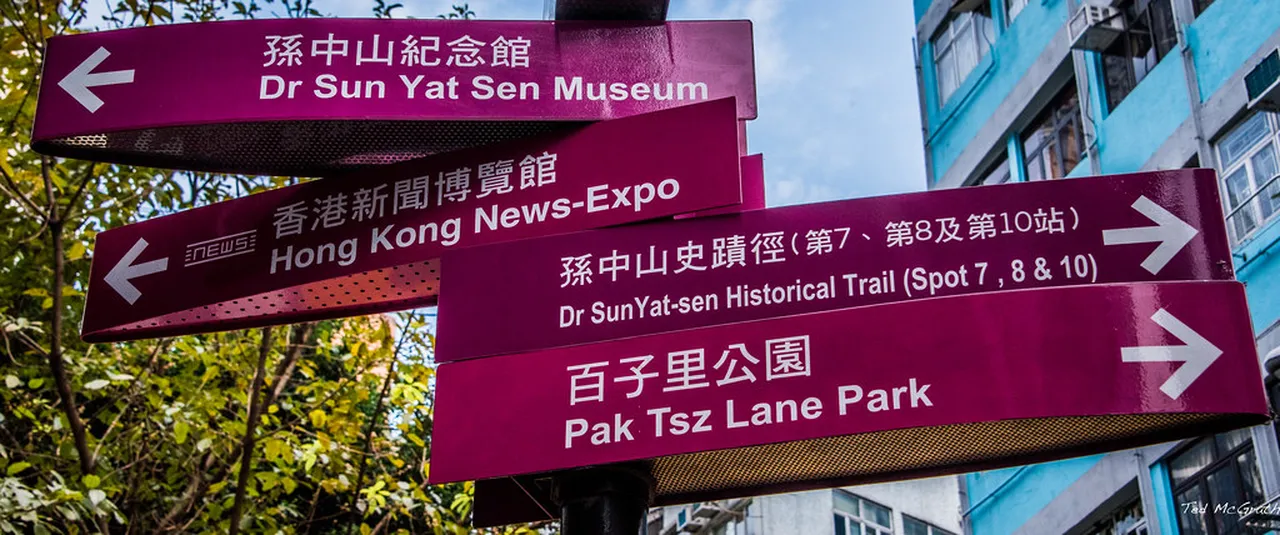 孫中山紀念館
Dr Sun Yat Sen Museum
香港新聞博覽館
NEWS
Hong Kong News-Expo
孫中山史蹟徑(第7、第8及第10站)
Dr SunYat-sen Historical Trail (Spot 7 , 8 & 10)
百子里公園
Pak Tsz Lane Park
Ted McGrath